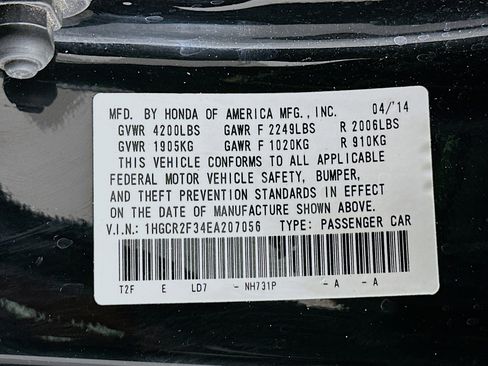 MFD. BY HONDA OF AMERICA MFG., INC. 04/'14
GVWR 4200LBS GAWR F 2249LBS R 2006LBS
GVWR 1905KG GAWR F 1020KG R 910KG
THIS VEHICLE CONFORMS TO ALL APPLICABLE
FEDERAL MOTOR VEHICLE SAFETY, BUMPER,
AND THEFT PREVENTION STANDARDS IN EFFECT
ON THE DATE OF MANUFACTURE SHOWN ABOVE.
V.I.N.: 1HGCR2F34EA207056 TYPE: PASSENGER CAR
T2F E LD7 - NH731P -A -A